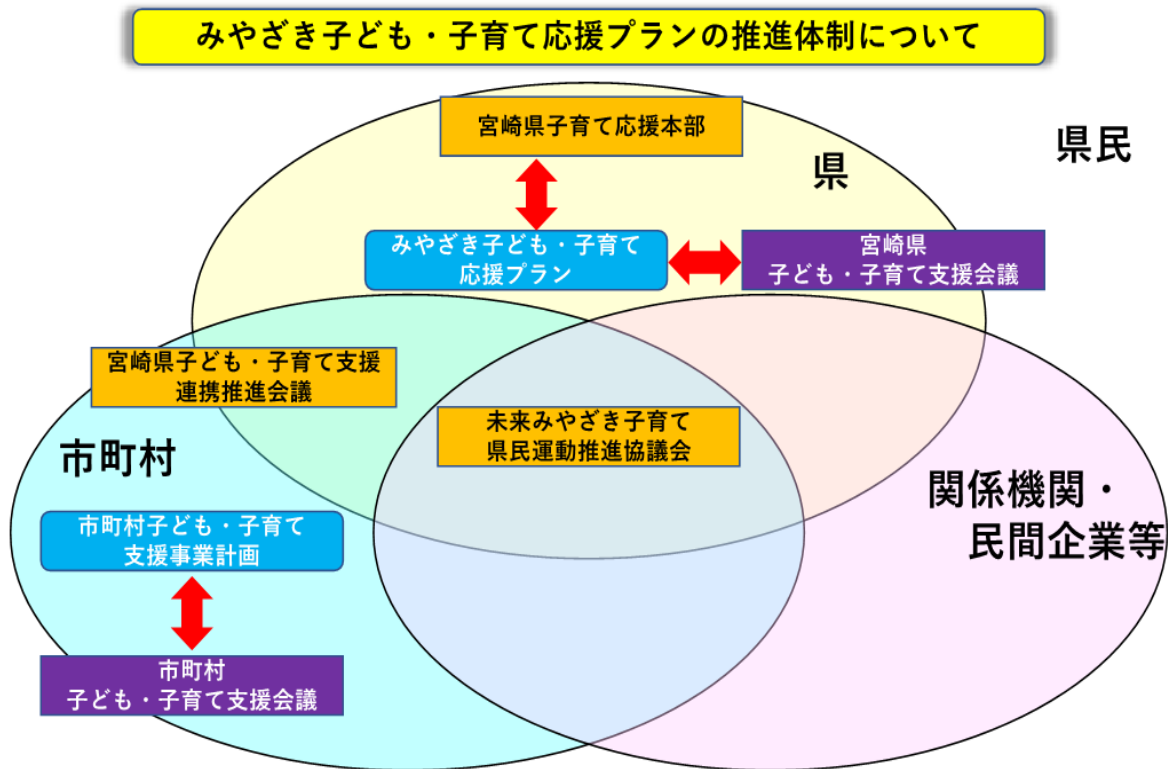 みやざき子ども・子育て応援プランの推進体制について
宮崎県子育て応援本部
県民
県
みやざき子ども・子育て
応援プラン
宮崎県
子ども・子育て支援会議
宮崎県子ども・子育て支援
連携推進会議
未来みやざき子育て
県民運動推進協議会
市町村
関係機関・
民間企業等
市町村子ども・子育て
支援事業計画
市町村
子ども・子育て支援会議